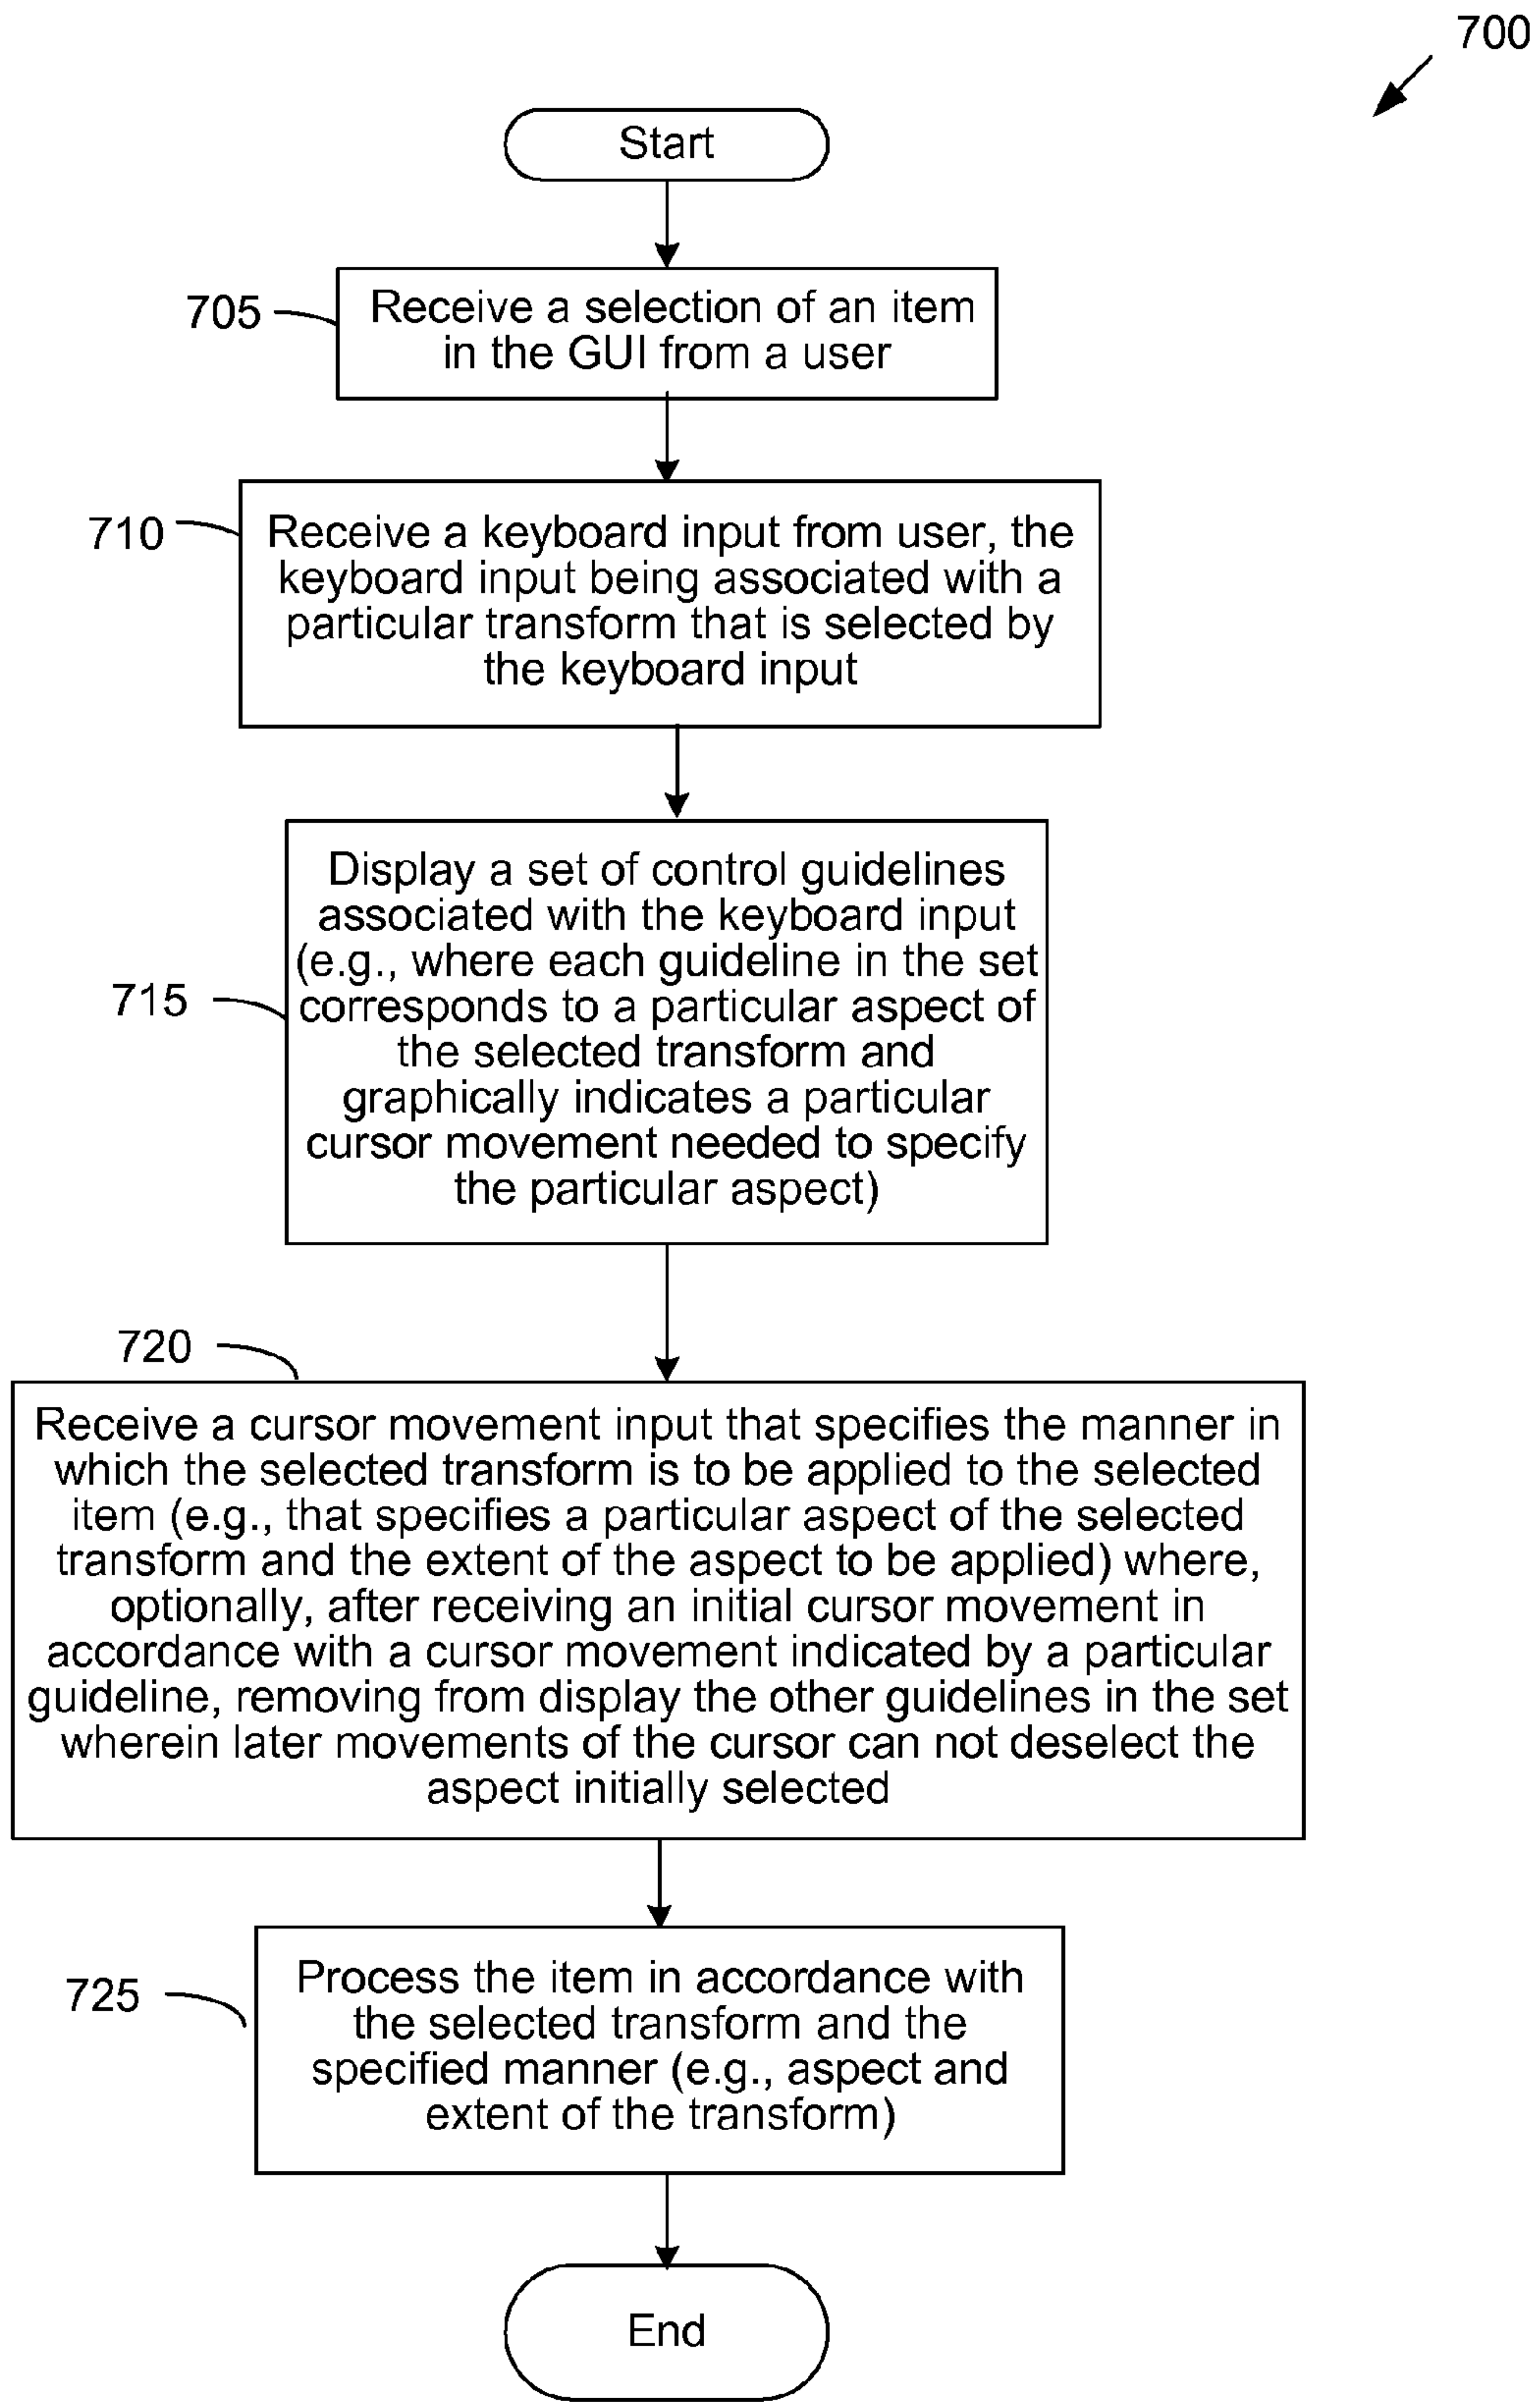 700
Start
705
Receive a selection of an item
in the GUI from a user
710
Receive a keyboard input from user, the
keyboard input being associated with a
particular transform that is selected by
the keyboard input
Display a set of control guidelines
associated with the keyboard input
(e.g., where each guideline in the set
715
corresponds to a particular aspect of
the selected transform and
graphically indicates a particular
cursor movement needed to specify
the particular aspect)
720
Receive a cursor movement input that specifies the manner in
which the selected transform is to be applied to the selected
item (e.g., that specifies a particular aspect of the selected
transform and the extent of the aspect to be applied) where,
optionally, after receiving an initial cursor movement in
accordance with a cursor movement indicated by a particular
guideline, removing from display the other guidelines in the set
wherein later movements of the cursor can not deselect the
aspect initially selected
725
Process the item in accordance with
the selected transform and the
specified manner (e.g., aspect and
extent of the transform)
End